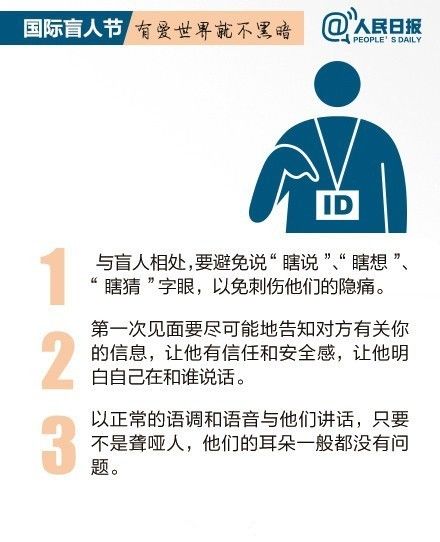 国际盲人节 有爱世界就不黑暗 @人民日报
PEOPLE'S DAILY
ID
1 与盲人相处,要避免说“瞎说”、“瞎想”、
“瞎猜”字眼，以免刺伤他们的隐痛。
2 第一次见面要尽可能地告知对方有关你
的信息，让他有信任和安全感，让他明
白自己在和谁说话。
3 以正常的语调和语音与他们讲话，只要
不是聋哑人，他们的耳朵一般都没有问
题。